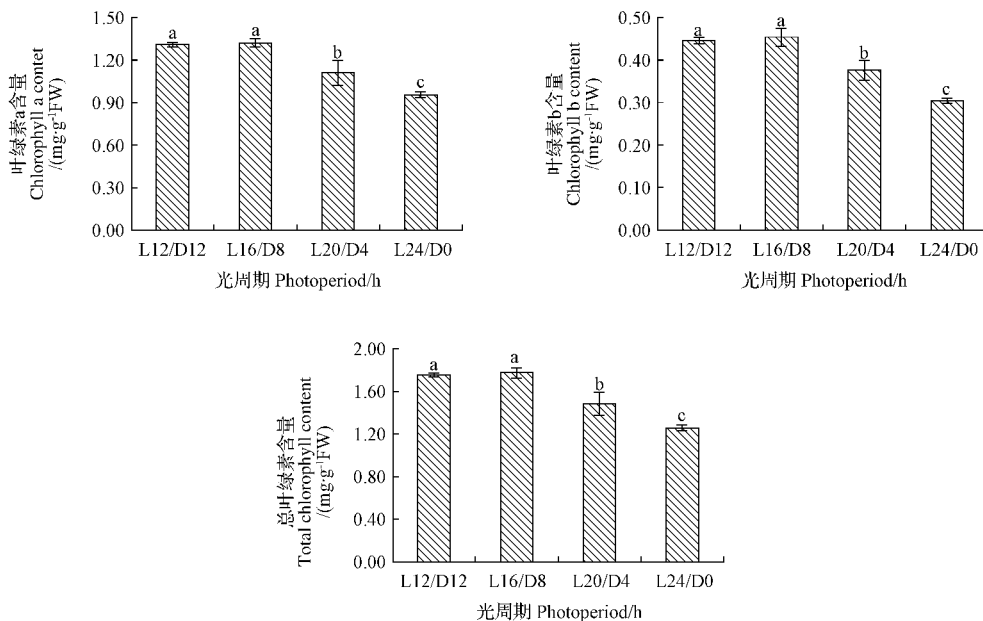 叶绿素a含量
Chlorophyll a contet
/(mg·g⁻¹FW)
1.50
1.20
0.90
0.60
0.30
0.00
a
a
b
c
L12/D12 L16/D8 L20/D4 L24/D0
光周期 Photoperiod/h
叶绿素b含量
Chlorophyll b content
/(mg·g⁻¹FW)
0.50
0.40
0.30
0.20
0.10
0.00
a
a
b
c
L12/D12 L16/D8 L20/D4 L24/D0
光周期 Photoperiod/h
总叶绿素含量
Total chlorophyll content
/(mg·g⁻¹FW)
2.00
1.60
1.20
0.80
0.40
0.00
a
a
b
c
L12/D12 L16/D8 L20/D4 L24/D0
光周期 Photoperiod/h